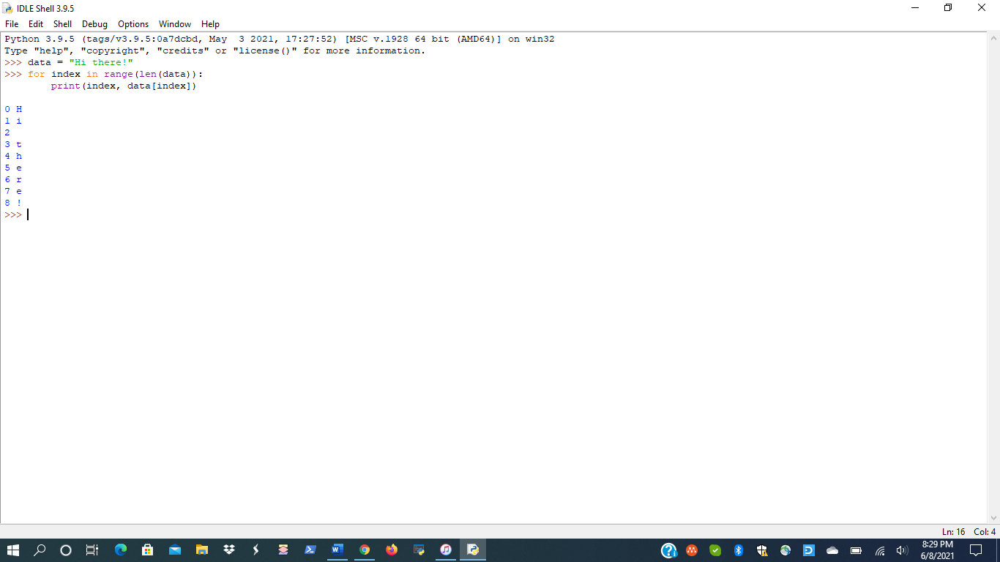 IDLE Shell 3.9.5
File Edit Shell Debug Options Window Help
Python 3.9.5 (tags/v3.9.5:0a7dcbd, May  3 2021, 17:27:52) [MSC v.1928 64 bit (AMD64)] on win32
Type "help", "copyright", "credits" or "license()" for more information.
>>> data = "Hi there!"
>>> for index in range(len(data)):
        print(index, data[index])
0 H
1 i
2
3 t
4 h
5 e
6 r
7 e
8 !
>>>
Ln: 16 Col: 4
8:29 PM
6/8/2021